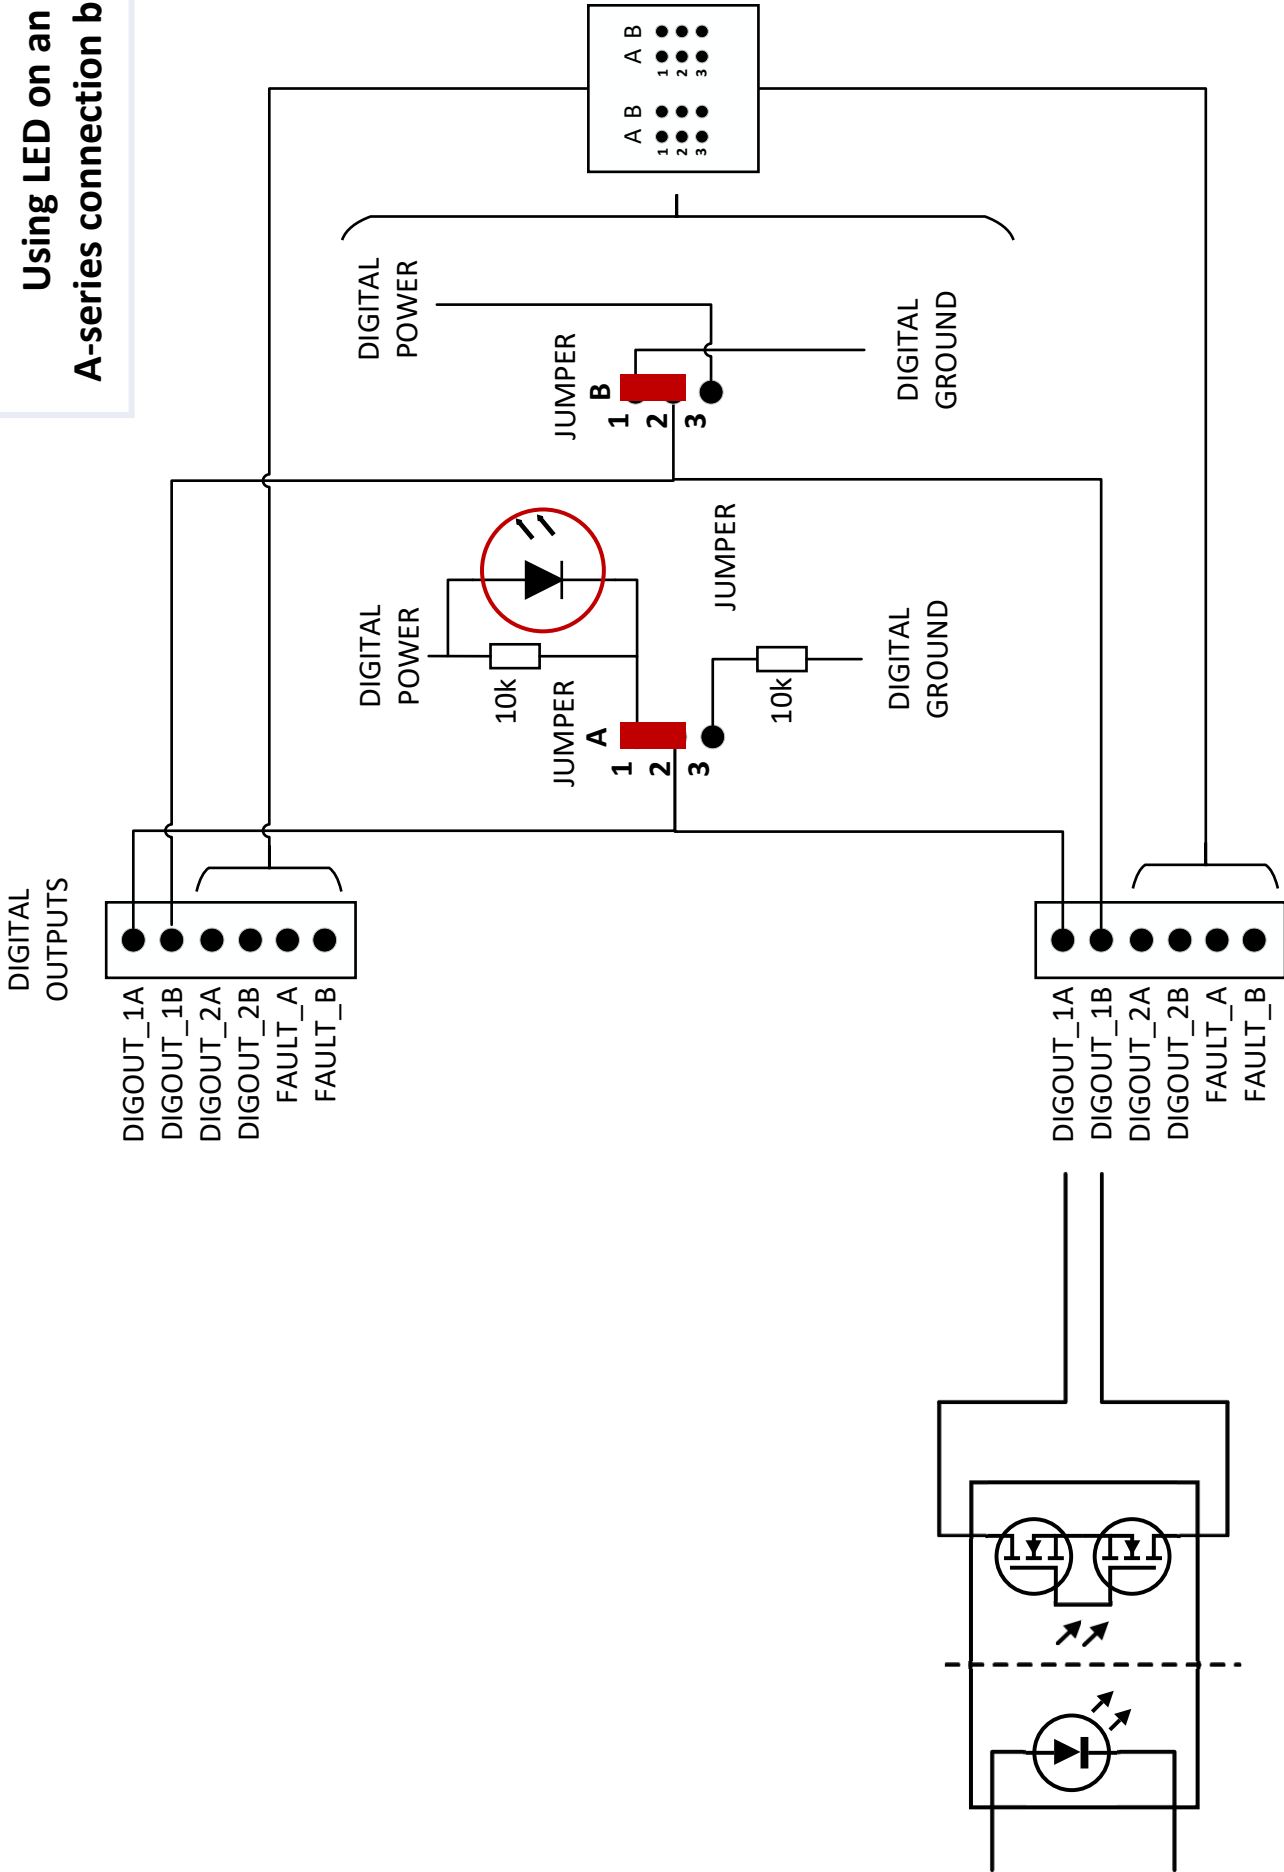 Using LED on an
A-series connection b
DIGITAL
OUTPUTS
DIGOUT_1A
DIGOUT_1B
DIGOUT_2A
DIGOUT_2B
FAULT_A
FAULT_B
DIGITAL
POWER
10k
JUMPER
A
1
2
3
JUMPER
10k
DIGITAL
GROUND
DIGITAL
POWER
JUMPER
B
1
2
3
DIGITAL
GROUND
A B
1
2
3
A B
1
2
3
DIGOUT_1A
DIGOUT_1B
DIGOUT_2A
DIGOUT_2B
FAULT_A
FAULT_B